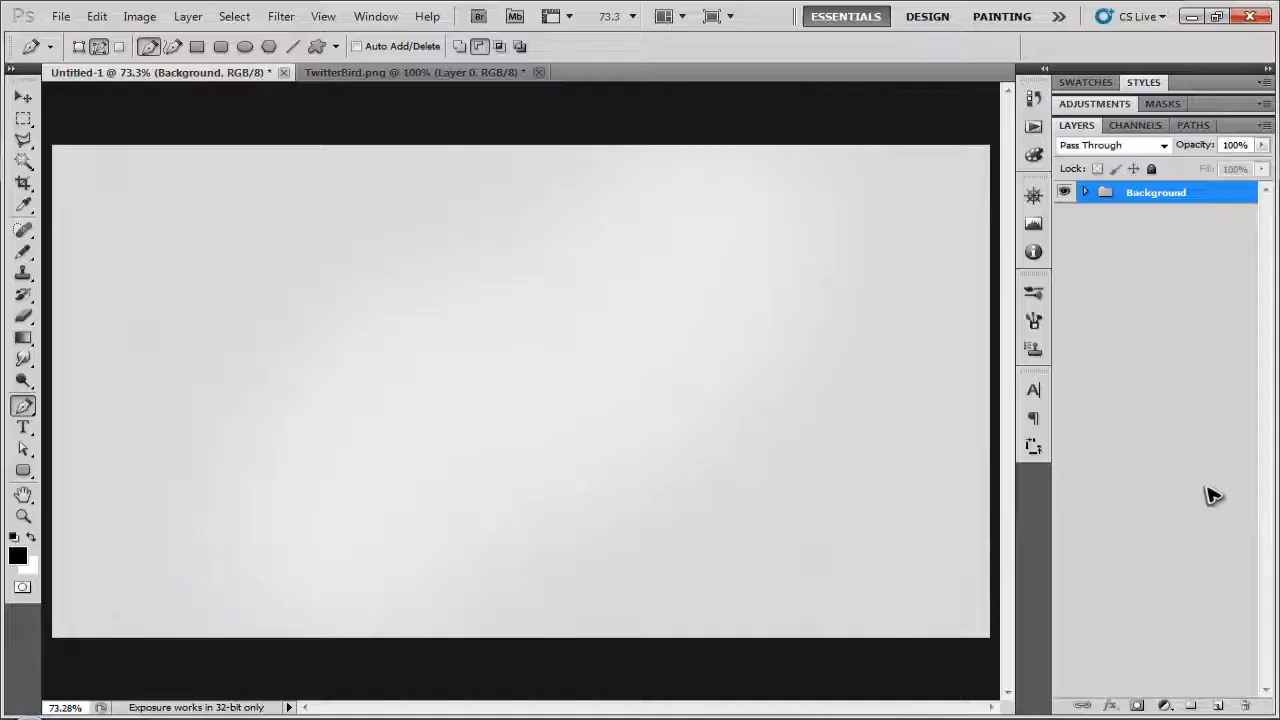 Ps File Edit Image Layer Select Filter View Window Help Br Mb 73.3 ESSENTIALS DESIGN PAINTING CS Live
Auto Add/Delete
Untitled-1 @ 73.3% (Background, RGB/8) * TwitterBird.png @ 100% (Layer 0, RGB/8) *
SWATCHES STYLES
ADJUSTMENTS MASKS
LAYERS CHANNELS PATHS
Pass Through Opacity: 100%
Lock: Fill: 100%
Background
73.28% Exposure works in 32-bit only